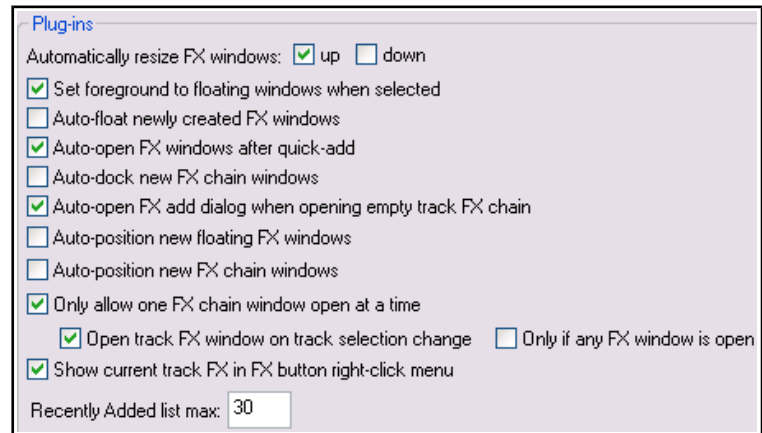 Plug-ins
Automatically resize FX windows: up down
Set foreground to floating windows when selected
Auto-float newly created FX windows
Auto-open FX windows after quick-add
Auto-dock new FX chain windows
Auto-open FX add dialog when opening empty track FX chain
Auto-position new floating FX windows
Auto-position new FX chain windows
Only allow one FX chain window open at a time
Open track FX window on track selection change Only if any FX window is open
Show current track FX in FX button right-click menu
Recently Added list max: 30